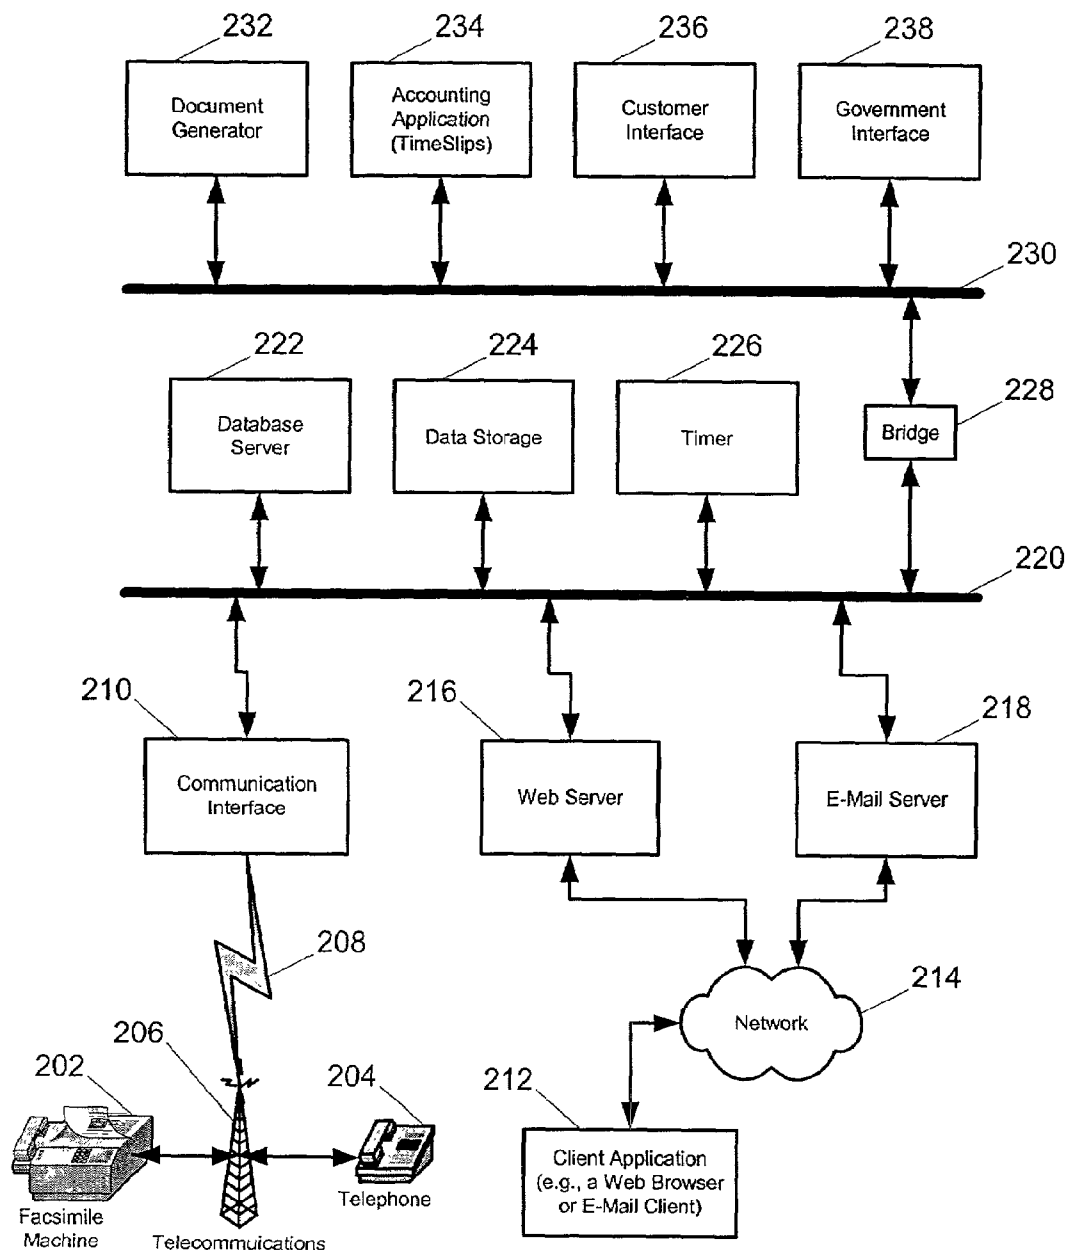 232
234
236
238
Document
Generator
Accounting
Application
(TimeSlips)
Customer
Interface
Government
Interface
230
222
224
226
228
Database
Server
Data Storage
Timer
Bridge
220
210
216
218
Communication
Interface
Web Server
E-Mail Server
208
214
Network
206
202
204
212
Client Application
(e.g., a Web Browser
or E-Mail Client)
Telephone
Facsimile
Machine
Telecommuications